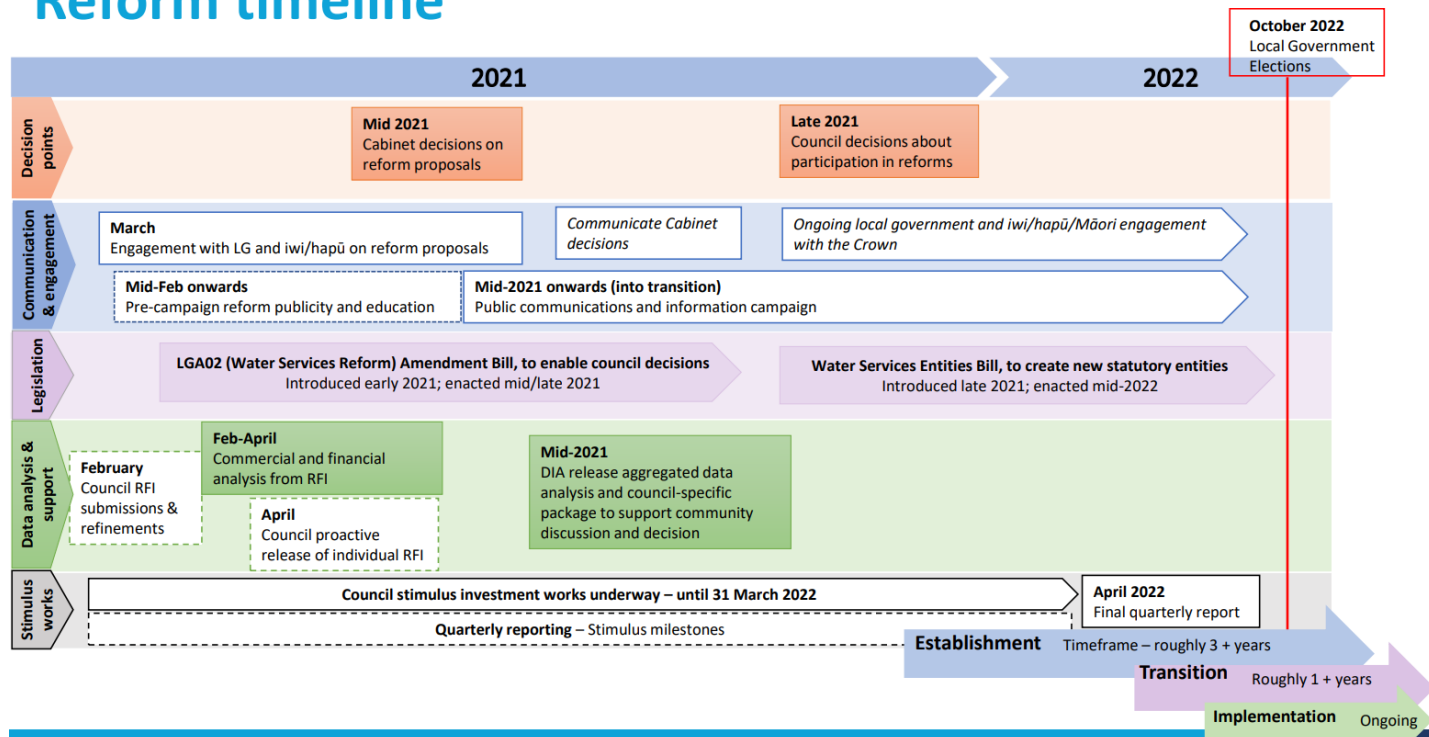 Reform timeline
October 2022
Local Government
Elections
2021
2022
Decision
points
Mid 2021
Cabinet decisions on
reform proposals
Late 2021
Council decisions about
participation in reforms
Communication
& engagement
March
Engagement with LG and iwi/hapū on reform proposals
Communicate Cabinet
decisions
Ongoing local government and iwi/hapū/Māori engagement
with the Crown
Mid-Feb onwards
Pre-campaign reform publicity and education
Mid-2021 onwards (into transition)
Public communications and information campaign
Legislation
LGA02 (Water Services Reform) Amendment Bill, to enable council decisions
Introduced early 2021; enacted mid/late 2021
Water Services Entities Bill, to create new statutory entities
Introduced late 2021; enacted mid-2022
Data analysis &
support
February
Council RFI
submissions &
refinements
Feb-April
Commercial and financial
analysis from RFI
April
Council proactive
release of individual RFI
Mid-2021
DIA release aggregated data
analysis and council-specific
package to support community
discussion and decision
Stimulus
works
Council stimulus investment works underway – until 31 March 2022
Quarterly reporting – Stimulus milestones
April 2022
Final quarterly report
Establishment Timeframe – roughly 3 + years
Transition Roughly 1 + years
Implementation Ongoing